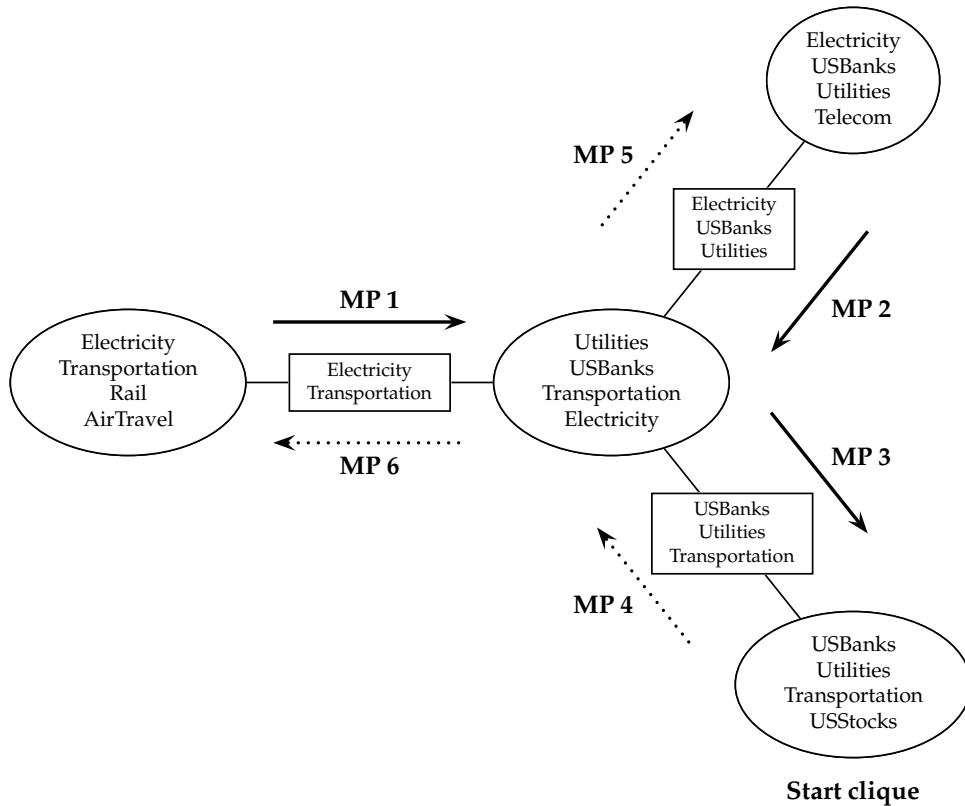 Electricity
USBanks
Utilities
Telecom
MP 5
Electricity
USBanks
Utilities
MP 2
MP 1
Electricity
Transportation
Rail
AirTravel
Electricity
Transportation
Utilities
USBanks
Transportation
Electricity
MP 6
MP 3
USBanks
Utilities
Transportation
MP 4
USBanks
Utilities
Transportation
USStocks
Start clique